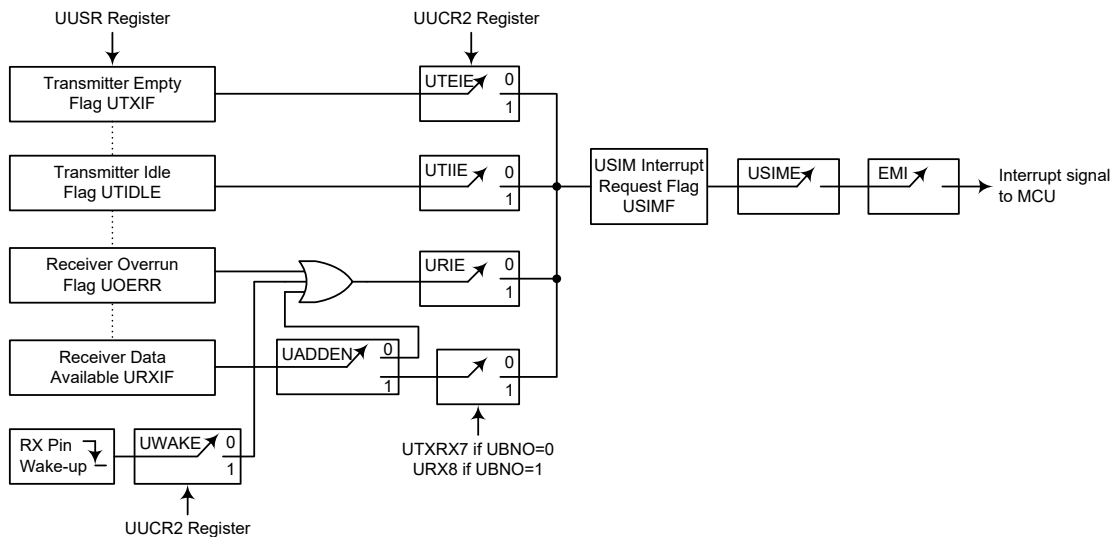 UUSR Register
UUCR2 Register
Transmitter Empty
Flag UTXIF
UTEIE
0
1
Transmitter Idle
Flag UTIDLE
UTIIE
0
1
USIM Interrupt
Request Flag
USIMF
USIME
EMI
Interrupt signal
to MCU
Receiver Overrun
Flag UOERR
URIE
0
1
Receiver Data
Available URXIF
UADDEN
0
1
0
1
RX Pin
Wake-up
UWAKE
0
1
UTXRX7 if UBNO=0
URX8 if UBNO=1
UUCR2 Register